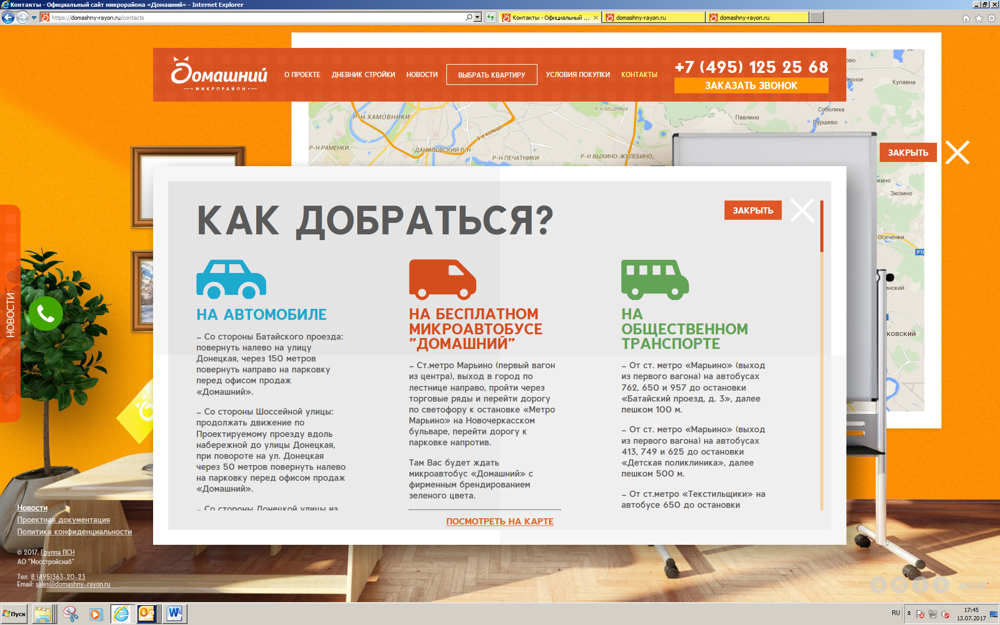 Контакты - Официальный сайт микрорайона «Домашний» - Internet Explorer
https://domashny-rayon.ru/contacts
Контакты - Официальный ...
domashny-rayon.ru
domashny-rayon.ru
Домашний
МИКРОРАЙОН
О ПРОЕКТЕ
ДНЕВНИК СТРОЙКИ
НОВОСТИ
ВЫБРАТЬ КВАРТИРУ
УСЛОВИЯ ПОКУПКИ
КОНТАКТЫ
+7 (495) 125 25 68
ЗАКАЗАТЬ ЗВОНОК
Купавна
Р-Н ХАМОВНИКИ
Р-Н ВЕШНЯКИ
Соболиха
Павлино
Пуршево
3-е кольцо
Р-Н РАМЕНКИ
ДАНИЛОВСКИЙ Р-Н
Р-Н ПЕЧАТНИКИ
Р-Н ВЫХИНО-ЖУЛЕБИНО
ЗАКРЫТЬ
Зюзино
Осеченки
КАК ДОБРАТЬСЯ?
ЗАКРЫТЬ
НОВОСТИ
НА АВТОМОБИЛЕ
– Со стороны Батайского проезда:
повернуть налево на улицу
Донецкая, через 150 метров
повернуть направо на парковку
перед офисом продаж
«Домашний».
– Со стороны Шоссейной улицы:
продолжать движение по
Проектируемому проезду вдоль
набережной до улицы Донецкая,
при повороте на ул. Донецкая
через 50 метров повернуть налево
на парковку перед офисом продаж
«Домашний».
– Со стороны Донецкой улицы из
НА БЕСПЛАТНОМ
МИКРОАВТОБУСЕ
"ДОМАШНИЙ"
– Ст.метро Марьино (первый вагон
из центра), выход в город по
лестнице направо, пройти через
торговые ряды и перейти дорогу
по светофору к остановке «Метро
Марьино» на Новочеркасском
бульваре, перейти дорогу к
парковке напротив.
Там Вас будет ждать
микроавтобус «Домашний» с
фирменным брендированием
зеленого цвета.
НА
ОБЩЕСТВЕННОМ
ТРАНСПОРТЕ
– От ст. метро «Марьино» (выход
из первого вагона) на автобусах
762, 650 и 957 до остановки
«Батайский проезд, д. 3», далее
пешком 100 м.
– От ст. метро «Марьино» (выход
из первого вагона) на автобусах
413, 749 и 625 до остановки
«Детская поликлиника», далее
пешком 500 м.
– От ст.метро «Текстильщики» на
автобусе 650 до остановки
ПОСМОТРЕТЬ НА КАРТЕ
Новости
Проектная документация
Политика конфиденциальности
© 2017, Группа ПСН
АО "Мосстройснаб"
Тел. 8 (495)363-20-23
Email: sales@domashny-rayon.ru
Пуск
RU
17:45
13.07.2017